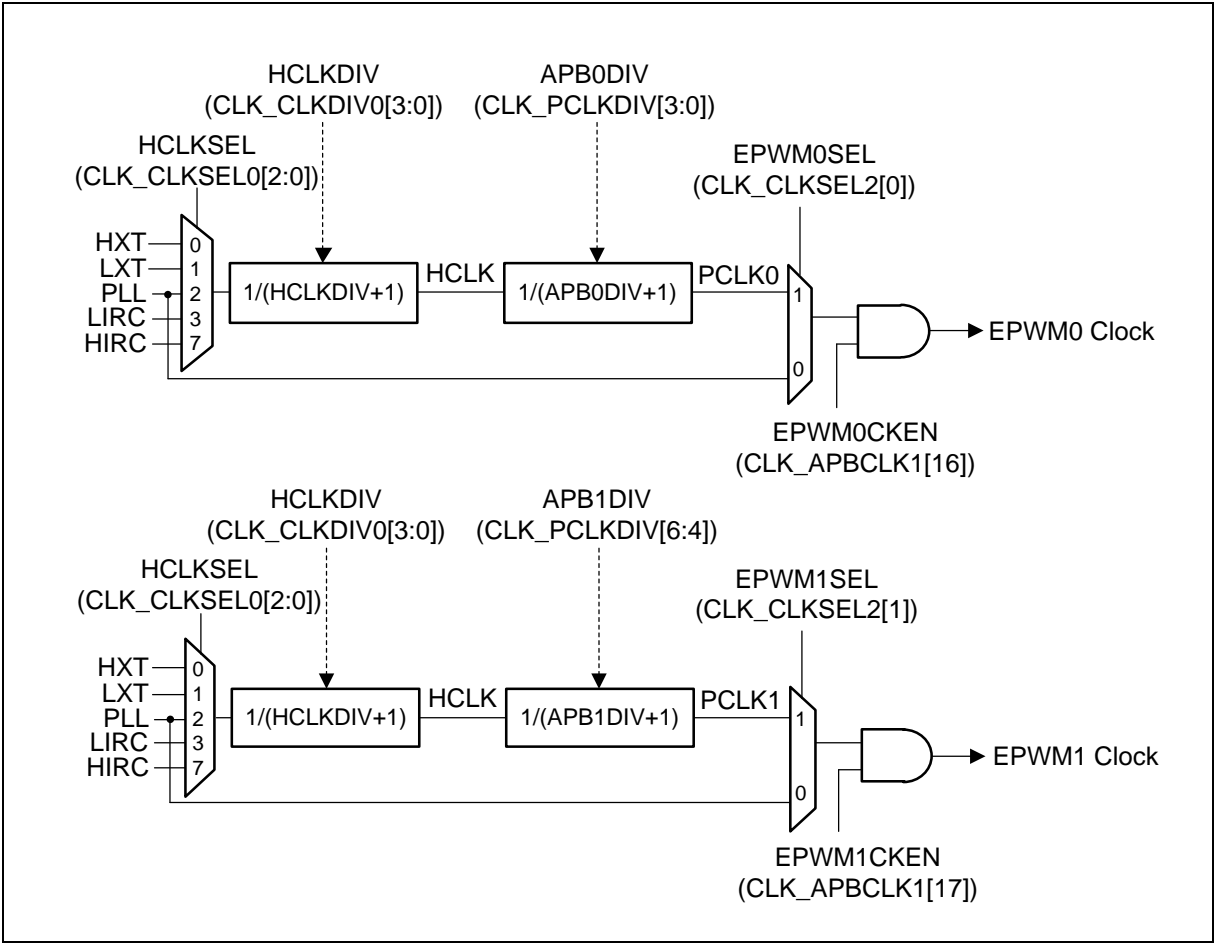 HCLKDIV
(CLK_CLKDIV0[3:0])
APB0DIV
(CLK_PCLKDIV[3:0])
HCLKSEL
(CLK_CLKSEL0[2:0])
EPWM0SEL
(CLK_CLKSEL2[0])
HXT 0
LXT 1
PLL 2
LIRC 3
HIRC 7
1/(HCLKDIV+1)
HCLK
1/(APB0DIV+1)
PCLK0
1
0
EPWM0 Clock
EPWM0CKEN
(CLK_APBCLK1[16])
HCLKDIV
(CLK_CLKDIV0[3:0])
APB1DIV
(CLK_PCLKDIV[6:4])
HCLKSEL
(CLK_CLKSEL0[2:0])
EPWM1SEL
(CLK_CLKSEL2[1])
HXT 0
LXT 1
PLL 2
LIRC 3
HIRC 7
1/(HCLKDIV+1)
HCLK
1/(APB1DIV+1)
PCLK1
1
0
EPWM1 Clock
EPWM1CKEN
(CLK_APBCLK1[17])